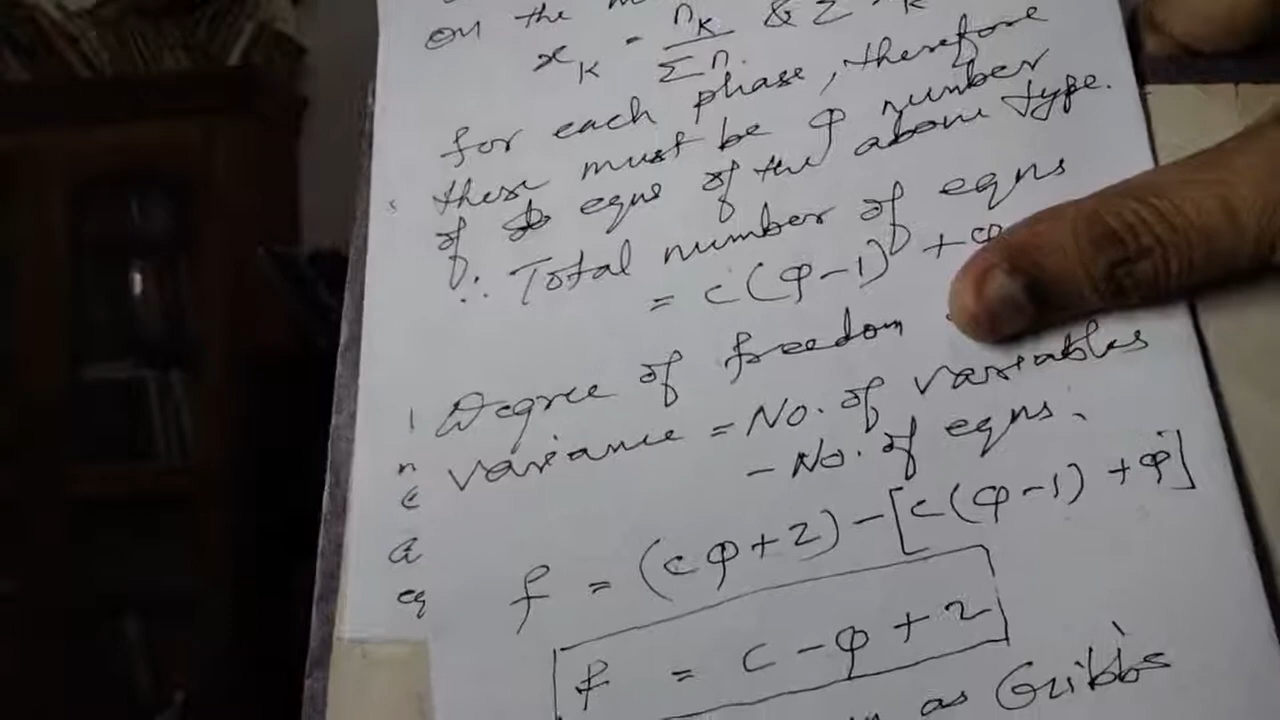 on the
x_K = n_K / Σn. & Σ
for each phase, therefore
there must be φ number
of eqns of the above type.
∴ Total number of eqns
= c(φ-1) + φ
Degree of freedom
variance = No. of variables
- No. of eqns.
f = (cφ+2) - [c(φ-1) + φ]
f = c - φ + 2
as Gibbs